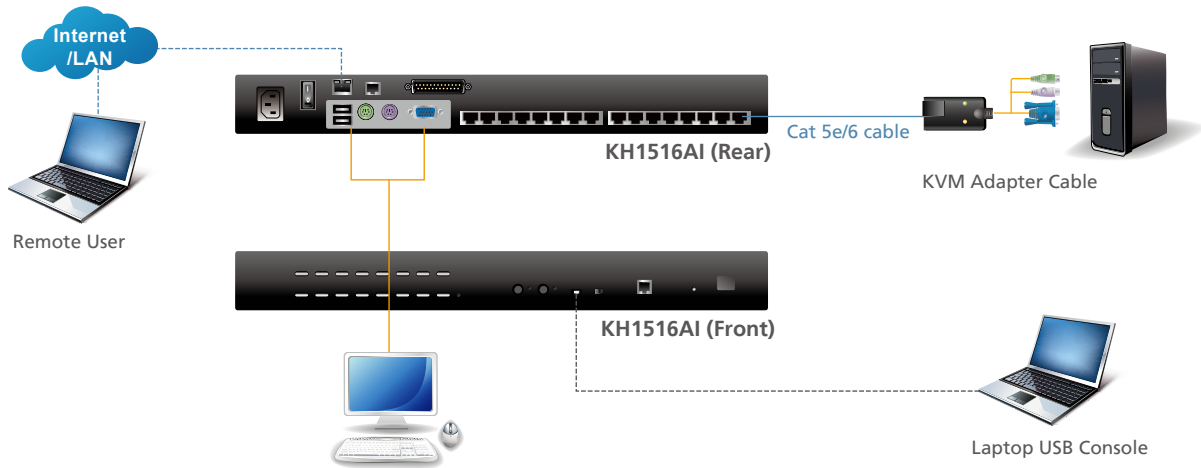 Internet
/LAN
Cat 5e/6 cable
KH1516AI (Rear)
KVM Adapter Cable
Remote User
KH1516AI (Front)
Laptop USB Console